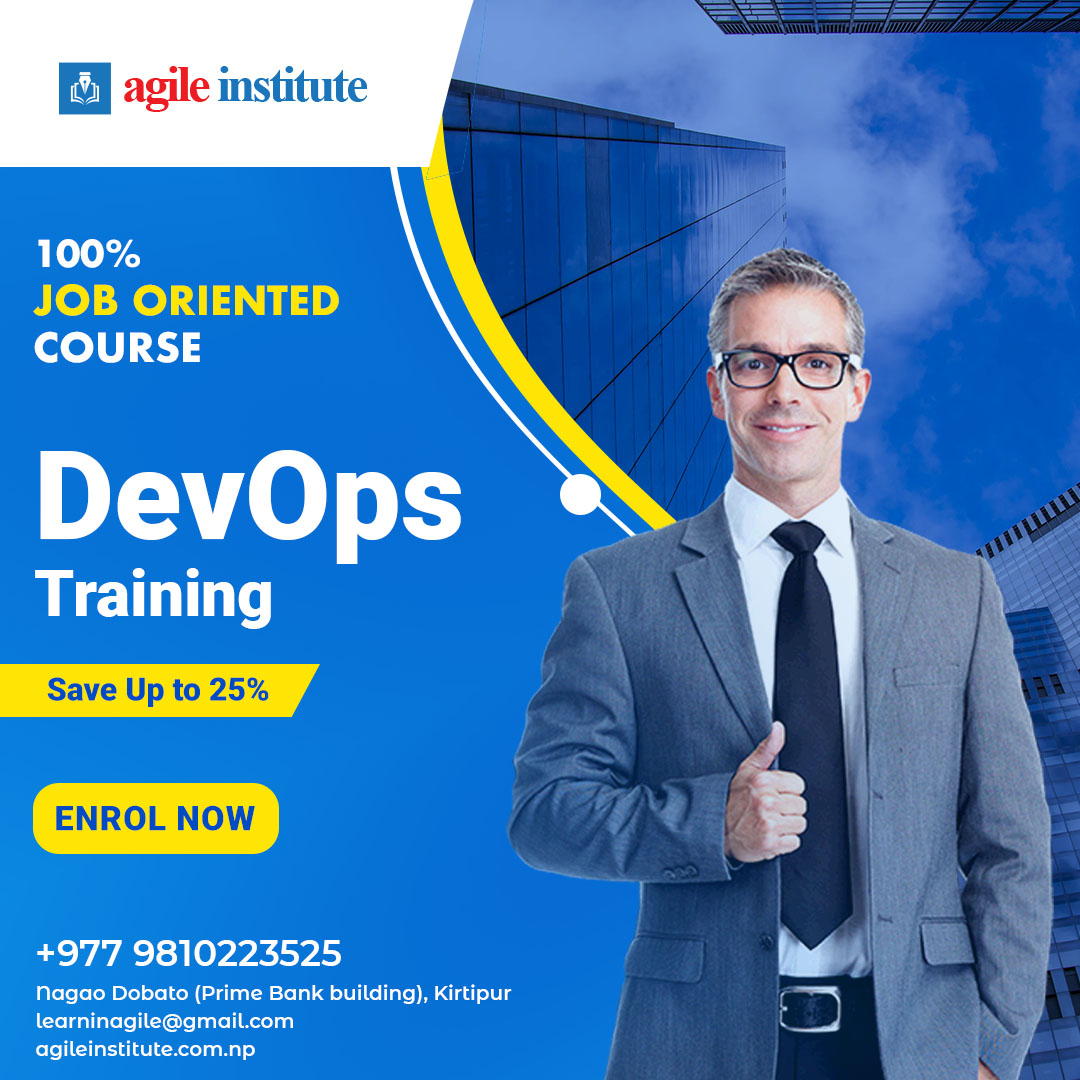 agile institute
100%
JOB ORIENTED
COURSE
DevOps
Training
Save Up to 25%
ENROL NOW
+977 9810223525
Nagao Dobato (Prime Bank building), Kirtipur
learninagile@gmail.com
agileinstitute.com.np